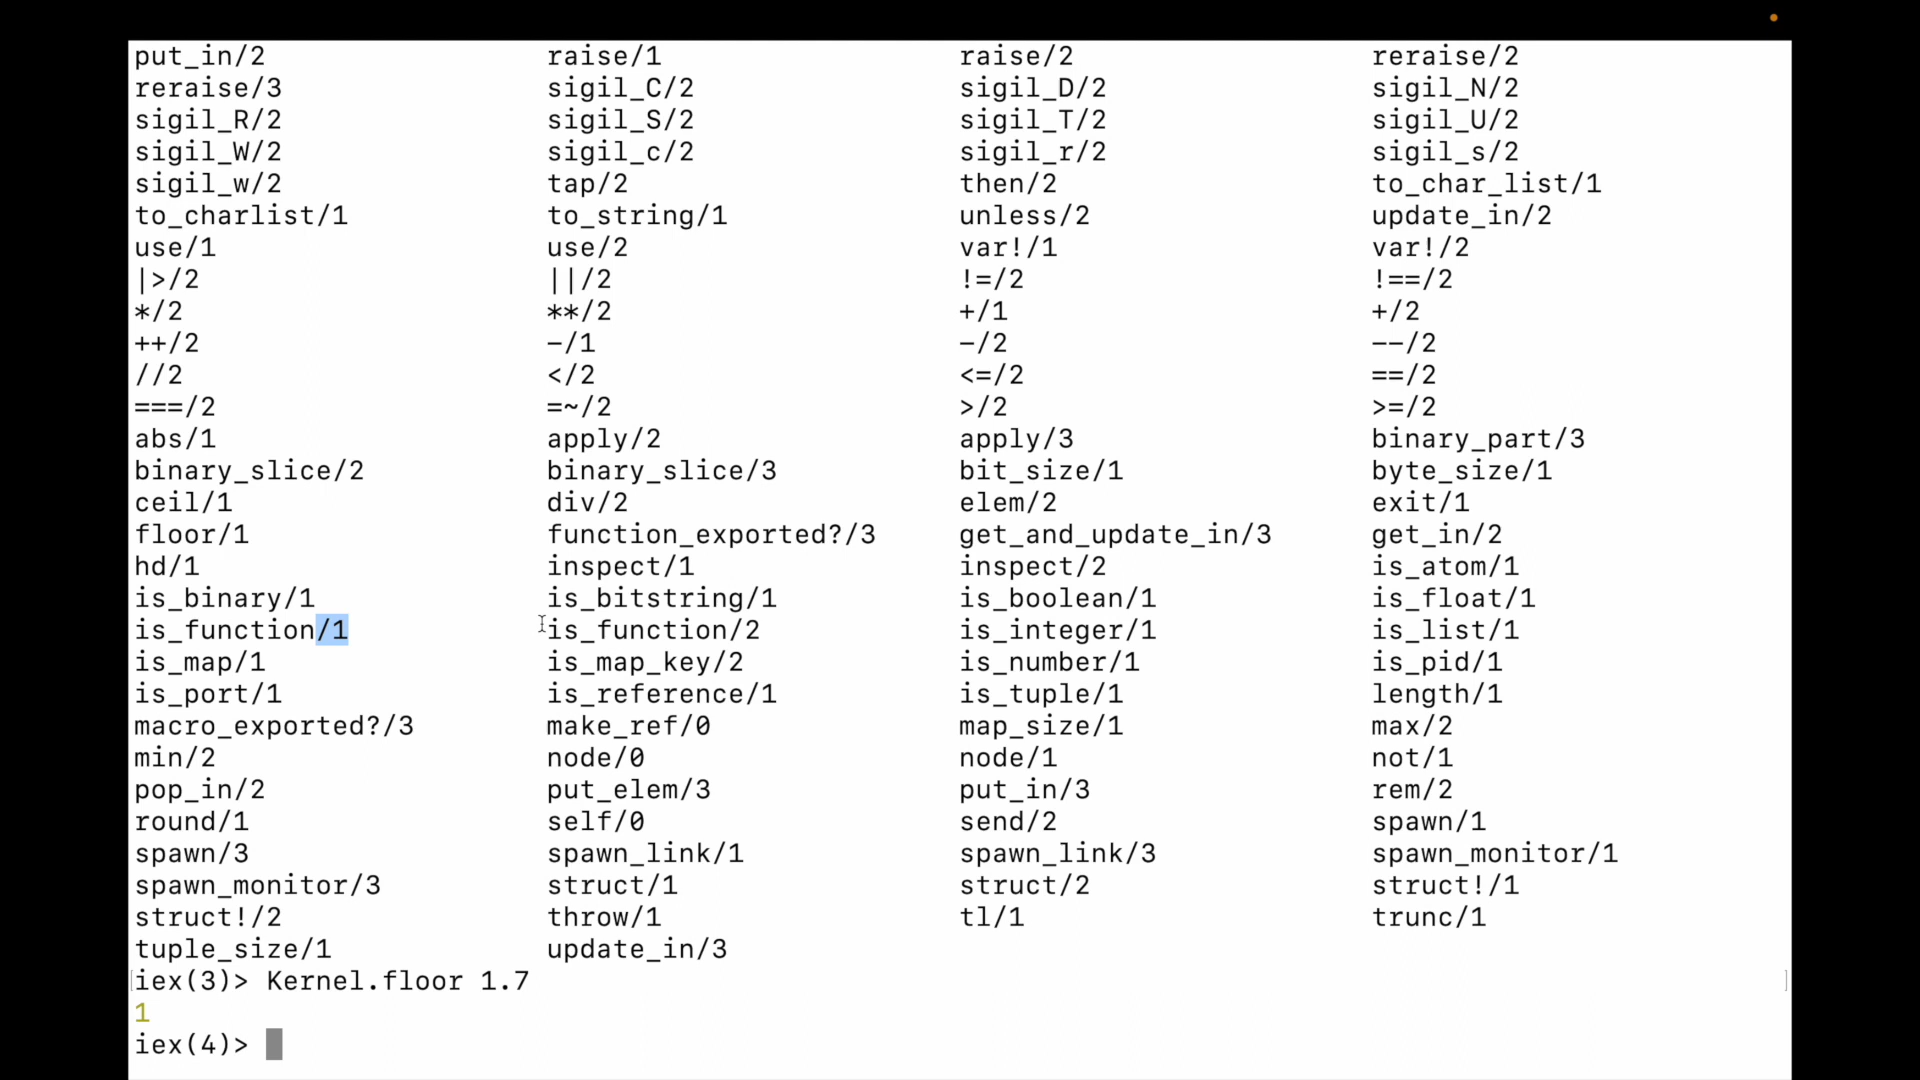 put_in/2 raise/1 raise/2 reraise/2
reraise/3 sigil_C/2 sigil_D/2 sigil_N/2
sigil_R/2 sigil_S/2 sigil_T/2 sigil_U/2
sigil_W/2 sigil_c/2 sigil_r/2 sigil_s/2
sigil_w/2 tap/2 then/2 to_char_list/1
to_charlist/1 to_string/1 unless/2 update_in/2
use/1 use/2 var!/1 var!/2
|>/2 ||/2 !=/2 !==/2
*/2 **/2 +/1 +/2
++/2 -/1 -/2 --/2
//2 </2 <=/2 ==/2
===/2 =~/2 >/2 >=/2
abs/1 apply/2 apply/3 binary_part/3
binary_slice/2 binary_slice/3 bit_size/1 byte_size/1
ceil/1 div/2 elem/2 exit/1
floor/1 function_exported?/3 get_and_update_in/3 get_in/2
hd/1 inspect/1 inspect/2 is_atom/1
is_binary/1 is_bitstring/1 is_boolean/1 is_float/1
is_function/1 is_function/2 is_integer/1 is_list/1
is_map/1 is_map_key/2 is_number/1 is_pid/1
is_port/1 is_reference/1 is_tuple/1 length/1
macro_exported?/3 make_ref/0 map_size/1 max/2
min/2 node/0 node/1 not/1
pop_in/2 put_elem/3 put_in/3 rem/2
round/1 self/0 send/2 spawn/1
spawn/3 spawn_link/1 spawn_link/3 spawn_monitor/1
spawn_monitor/3 struct/1 struct/2 struct!/1
struct!/2 throw/1 tl/1 trunc/1
tuple_size/1 update_in/3
iex(3)> Kernel.floor 1.7
1
iex(4)>